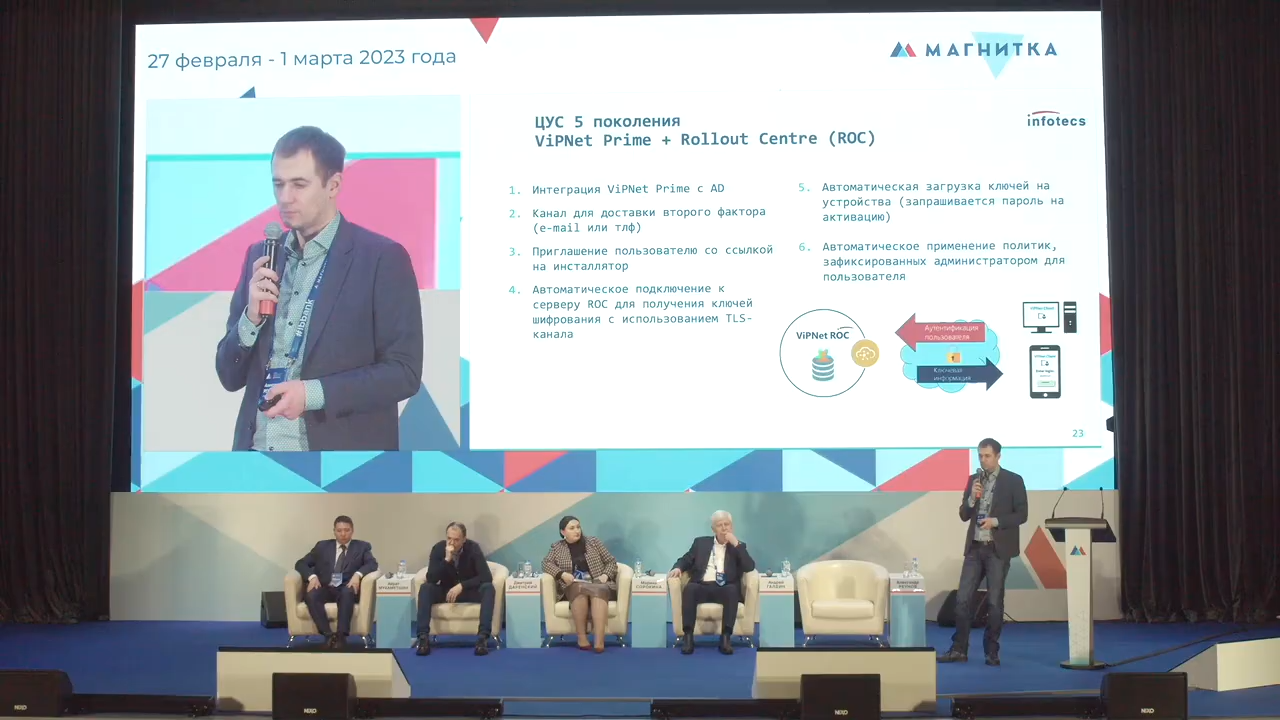 27 февраля - 1 марта 2023 года
МАГНИТКА
ЦУС 5 поколения
ViPNet Prime + Rollout Centre (ROC)
infotecs
1. Интеграция ViPNet Prime с AD
2. Канал для доставки второго фактора
(e-mail или тлф)
3. Приглашение пользователю со ссылкой
на инсталлятор
4. Автоматическое подключение к
серверу ROC для получения ключей
шифрования с использованием TLS-
канала
5. Автоматическая загрузка ключей на
устройства (запрашивается пароль на
активацию)
6. Автоматическое применение политик,
зафиксированных администратором для
пользователя
ViPNet ROC
Аутентификация
пользователя
Ключевая
информация
23
#ibbank